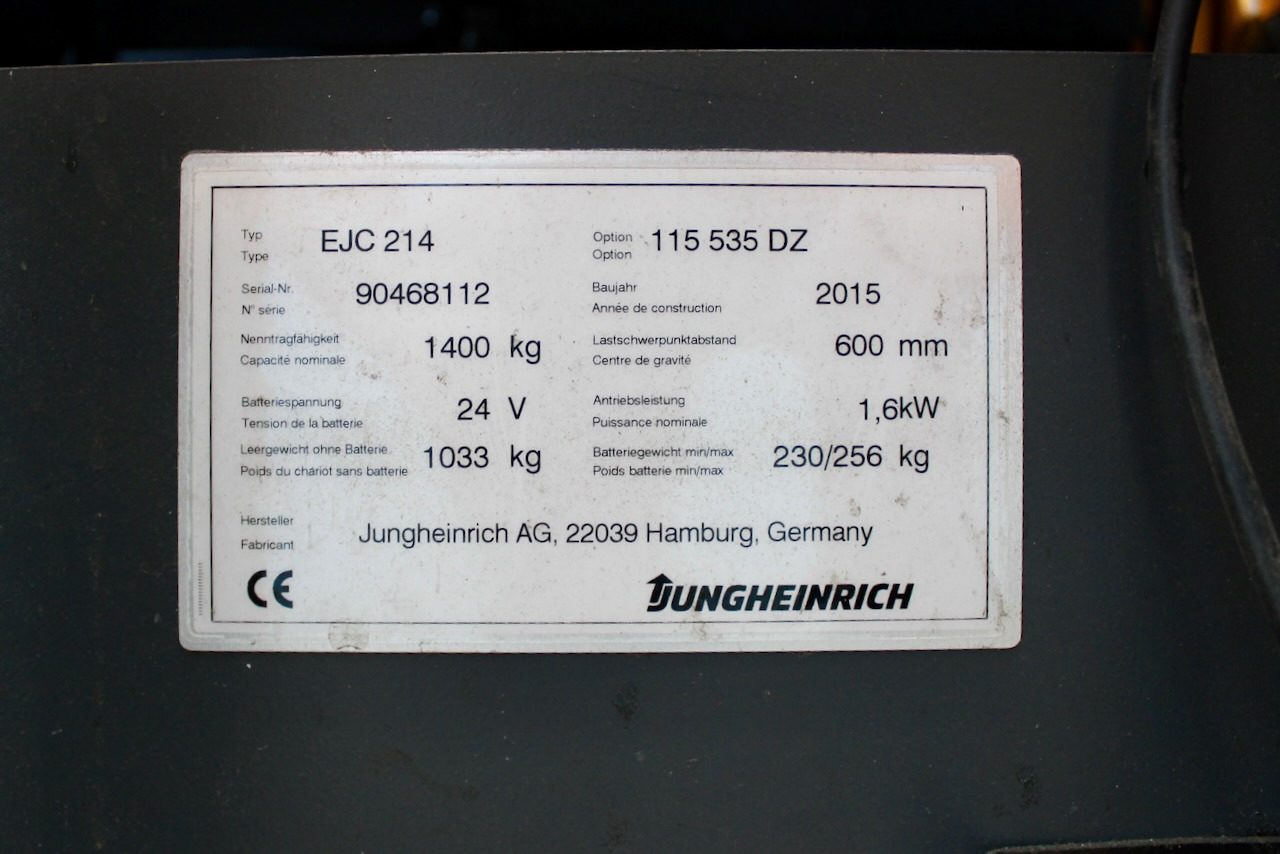 Typ EJC 214 Option 115 535 DZ
Type Option
Serial-Nr. 90468112 Baujahr 2015
N° série Année de construction
Nenntragfähigkeit 1400 kg Lastschwerpunktabstand 600 mm
Capacité nominale Centre de gravité
Batteriespannung 24 V Antriebsleistung 1,6kW
Tension de la batterie Puissance nominale
Leergewicht ohne Batterie 1033 kg Batteriegewicht min/max 230/256 kg
Poids du chariot sans batterie Poids batterie min/max
Hersteller Jungheinrich AG, 22039 Hamburg, Germany
Fabricant
CE JUNGHEINRICH